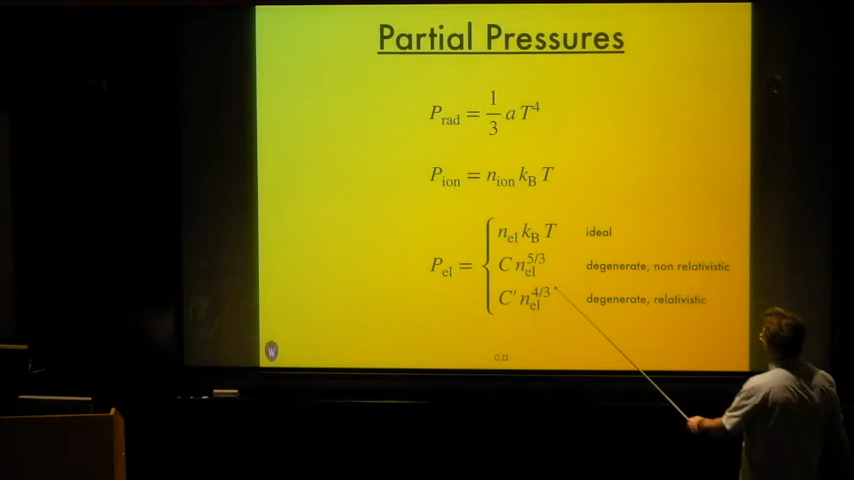 Partial Pressures
P_rad = 1/3 a T^4
P_ion = n_ion k_B T
P_el = { n_el k_B T ideal
C n_el^5/3 degenerate, non relativistic
C′ n_el^4/3 degenerate, relativistic
W